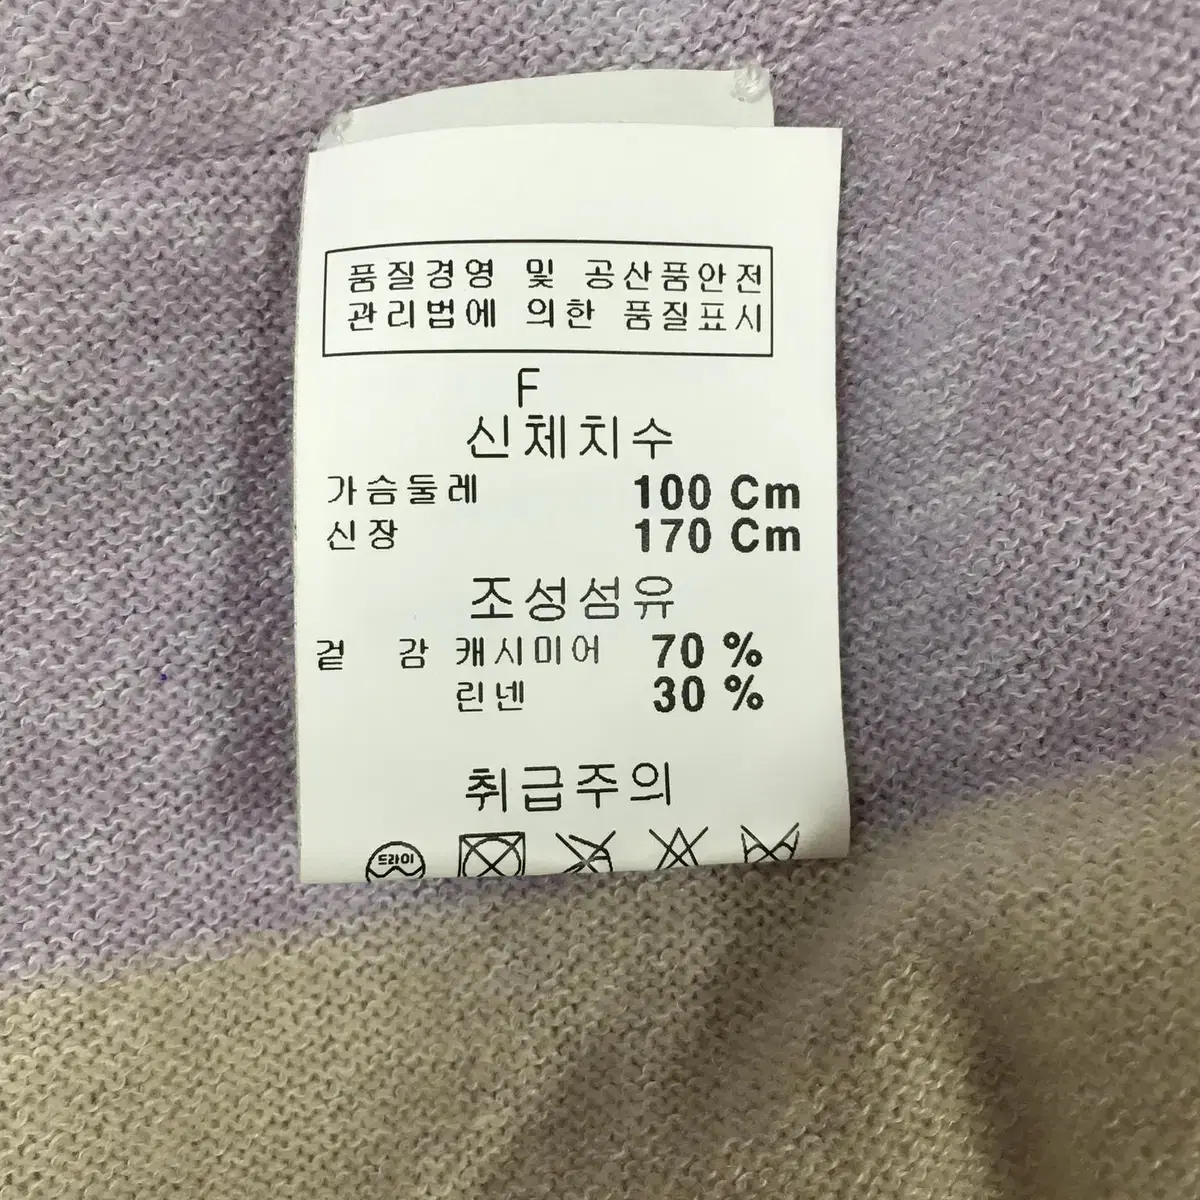 품질경영 및 공산품안전
관리법에 의한 품질표시
F
신체치수
가슴둘레 100 Cm
신장 170 Cm
조성섬유
겉 감 캐시미어 70 %
린넨 30 %
취급주의
드라이